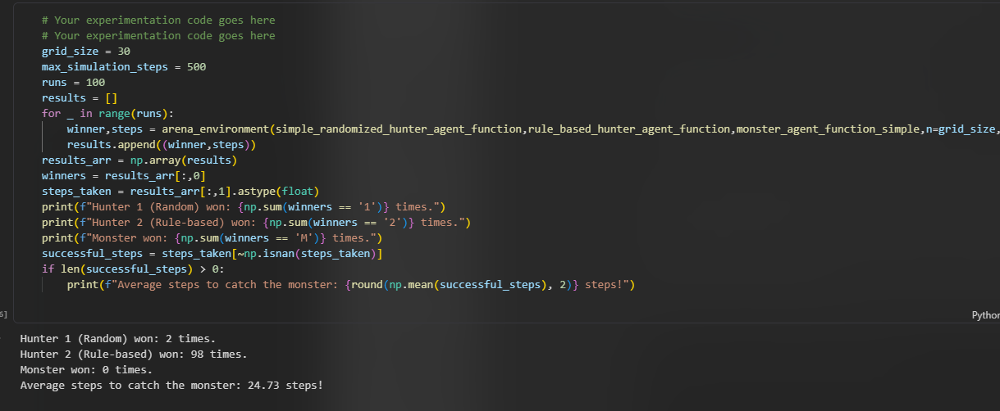 # Your experimentation code goes here
# Your experimentation code goes here
grid_size = 30
max_simulation_steps = 500
runs = 100
results = []
for _ in range(runs):
    winner,steps = arena_environment(simple_randomized_hunter_agent_function,rule_based_hunter_agent_function,monster_agent_function_simple,n=grid_size,
    results.append((winner,steps))
results_arr = np.array(results)
winners = results_arr[:,0]
steps_taken = results_arr[:,1].astype(float)
print(f"Hunter 1 (Random) won: {np.sum(winners == '1')} times.")
print(f"Hunter 2 (Rule-based) won: {np.sum(winners == '2')} times.")
print(f"Monster won: {np.sum(winners == 'M')} times.")
successful_steps = steps_taken[~np.isnan(steps_taken)]
if len(successful_steps) > 0:
    print(f"Average steps to catch the monster: {round(np.mean(successful_steps), 2)} steps!")
6]
Python
Hunter 1 (Random) won: 2 times.
Hunter 2 (Rule-based) won: 98 times.
Monster won: 0 times.
Average steps to catch the monster: 24.73 steps!